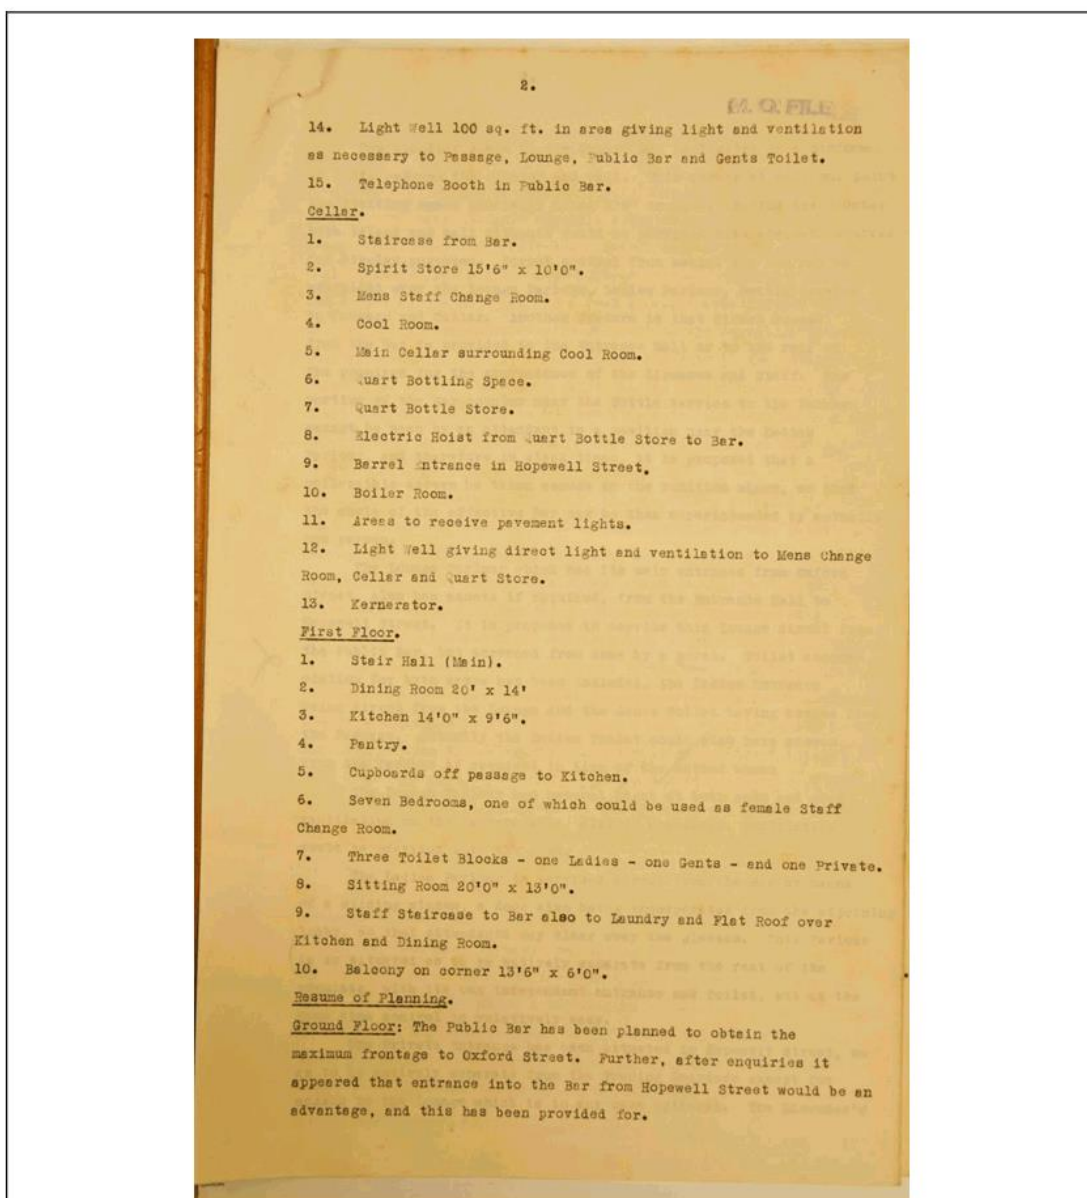 2.
M. O. FILE
14. Light Well 100 sq. ft. in area giving light and ventilation
as necessary to Passage, Lounge, Public Bar and Gents Toilet.
15. Telephone Booth in Public Bar.
Cellar.
1. Staircase from Bar.
2. Spirit Store 15'6" x 10'0".
3. Mens Staff Change Room.
4. Cool Room.
5. Main Cellar surrounding Cool Room.
6. Quart Bottling Space.
7. Quart Bottle Store.
8. Electric Hoist from Quart Bottle Store to Bar.
9. Barrel Entrance in Hopewell Street.
10. Boiler Room.
11. Areas to receive pavement lights.
12. Light Well giving direct light and ventilation to Mens Change
Room, Cellar and Quart Store.
13. Kernerator.
First Floor.
1. Stair Hall (Main).
2. Dining Room 20' x 14'
3. Kitchen 14'0" x 9'6".
4. Pantry.
5. Cupboards off passage to Kitchen.
6. Seven Bedrooms, one of which could be used as female Staff
Change Room.
7. Three Toilet Blocks - one Ladies - one Gents - and one Private.
8. Sitting Room 20'0" x 13'0".
9. Staff Staircase to Bar also to Laundry and Flat Roof over
Kitchen and Dining Room.
10. Balcony on corner 13'6" x 6'0".
Resume of Planning.
Ground Floor: The Public Bar has been planned to obtain the
maximum frontage to Oxford Street. Further, after enquiries it
appeared that entrance into the Bar from Hopewell Street would be an
advantage, and this has been provided for.